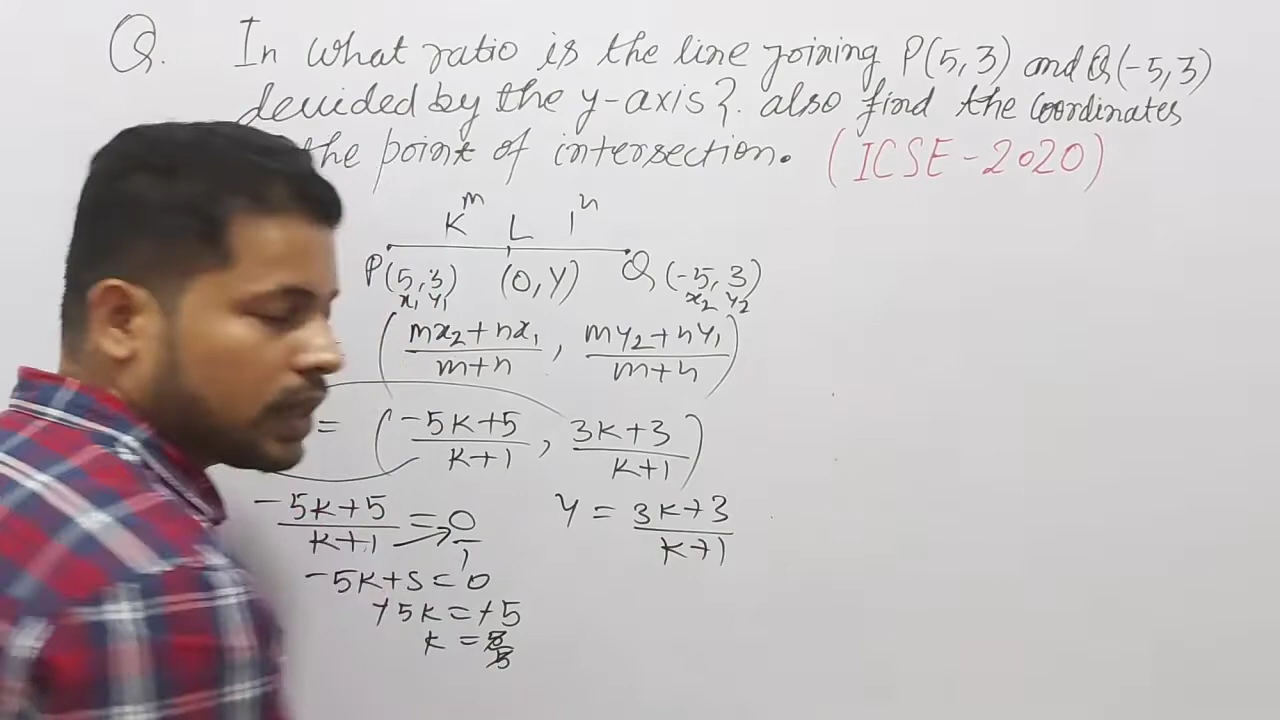 Q. In what ratio is the line joining P(5,3) and Q(-5,3)
decided by the y-axis?. also find the coordinates
the point of intersection. (ICSE-2020)
K^m L 1^n
P(5,3) (0,Y) Q(-5,3)
x₁ y₁ x₂ y₂
((mx₂+nx₁)/(m+n), (my₂+ny₁)/(m+n))
= ((-5K+5)/(K+1), (3K+3)/(K+1))
(-5K+5)/(K+1) = 0/1 Y = (3K+3)/(K+1)
-5K+5=0
+5K=+5
K=5/5